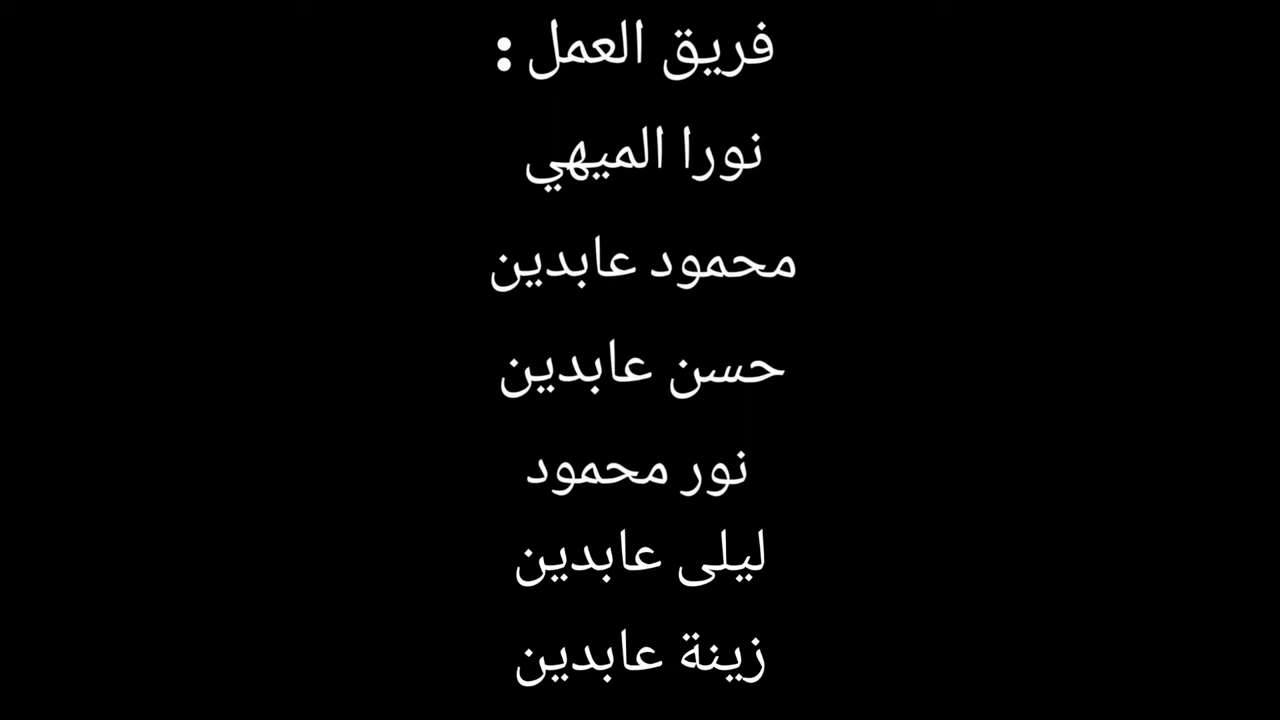 فريق العمل :
نورا الميهي
محمود عابدين
حسن عابدين
نور محمود
ليلى عابدين
زينة عابدين